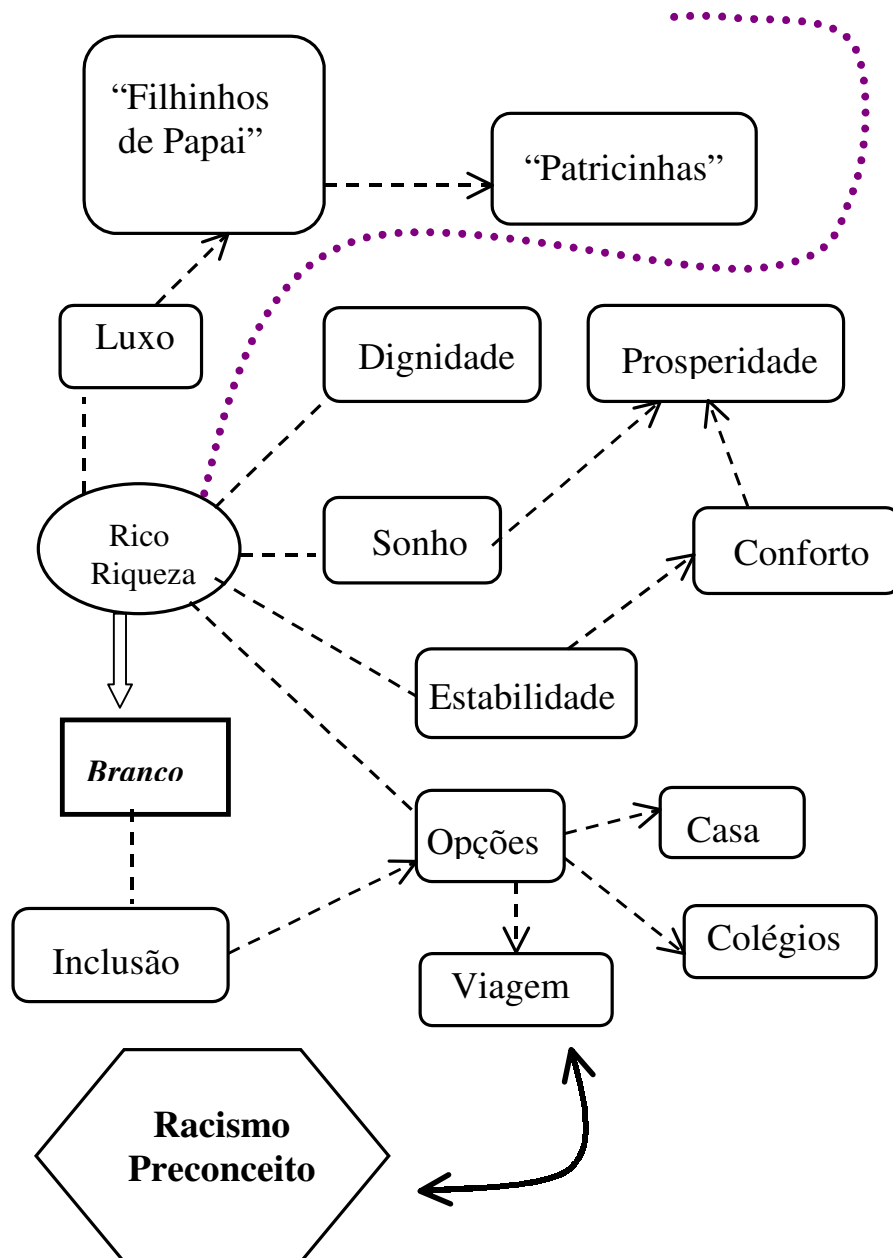 “Filhinhos
de Papai”
“Patricinhas”
Luxo
Dignidade
Prosperidade
Rico
Riqueza
Sonho
Conforto
Estabilidade
Branco
Opções
Casa
Inclusão
Colégios
Viagem
Racismo
Preconceito